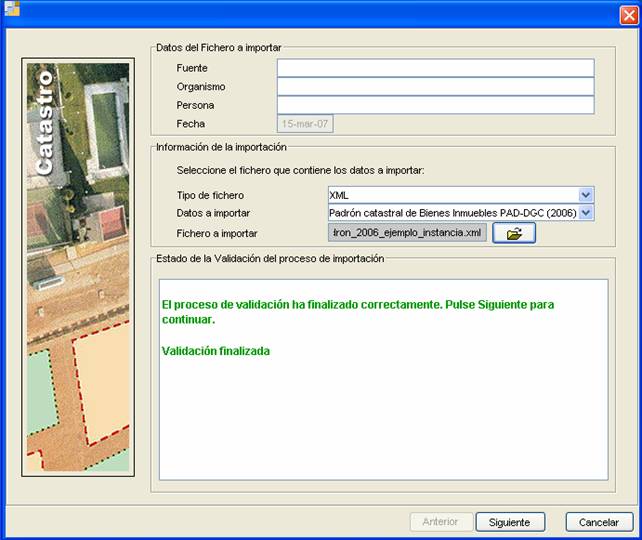 Catastro
Datos del Fichero a importar
Fuente
Organismo
Persona
Fecha 15-mar-07
Información de la importación
Seleccione el fichero que contiene los datos a importar:
Tipo de fichero XML
Datos a importar Padrón catastral de Bienes Inmuebles PAD-DGC (2006)
Fichero a importar fron_2006_ejemplo_instancia.xml
Estado de la Validación del proceso de importación
El proceso de validación ha finalizado correctamente. Pulse Siguiente para
continuar.
Validación finalizada
Anterior Siguiente Cancelar